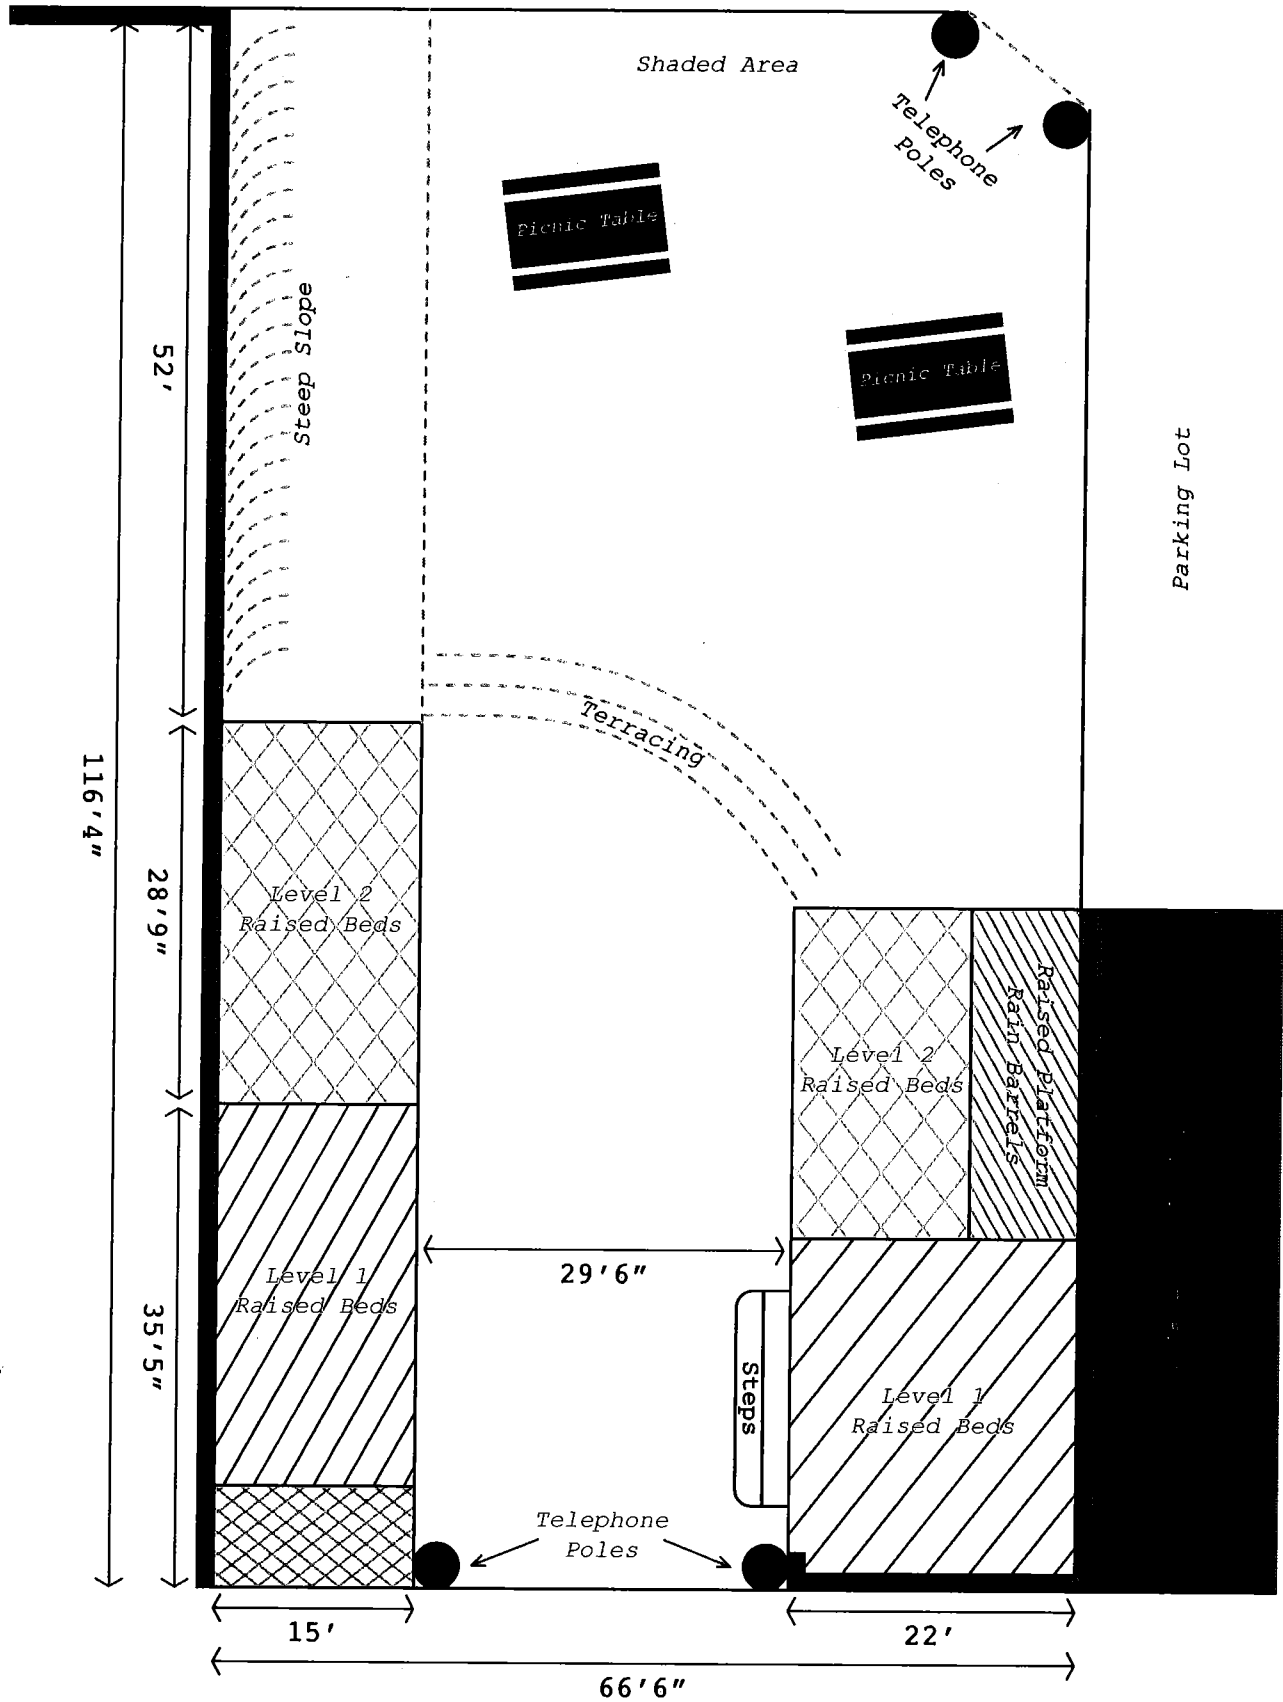 Shaded Area
Telephone
Poles
Picnic Table
Picnic Table
Steep Slope
52'
Parking Lot
Terracing
116'4"
28'9"
Level 2
Raised Beds
Level 2
Raised Beds
Raised Platform
Rain Barrels
29'6"
Level 1
Raised Beds
35'5"
Steps
Level 1
Raised Beds
Telephone
Poles
15'
22'
66'6"